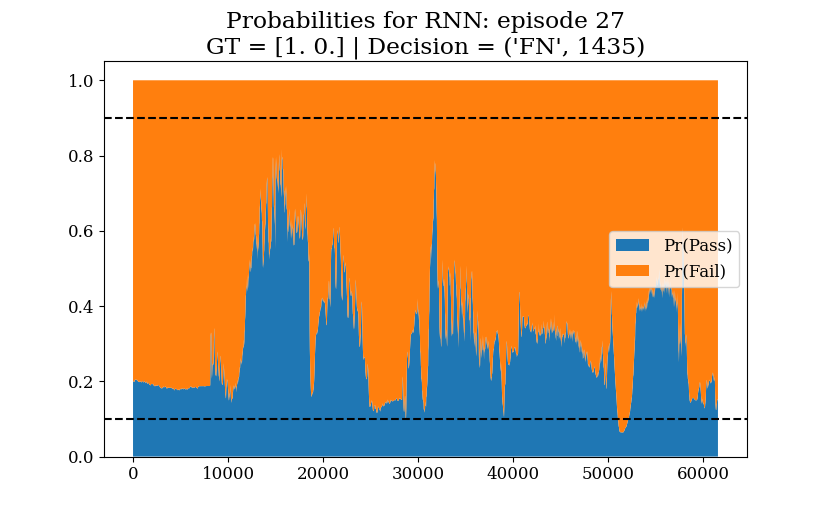 Probabilities for RNN: episode 27
GT = [1. 0.] | Decision = ('FN', 1435)
1.0
0.8
0.6
0.4
0.2
0.0
Pr(Pass)
Pr(Fail)
0 10000 20000 30000 40000 50000 60000